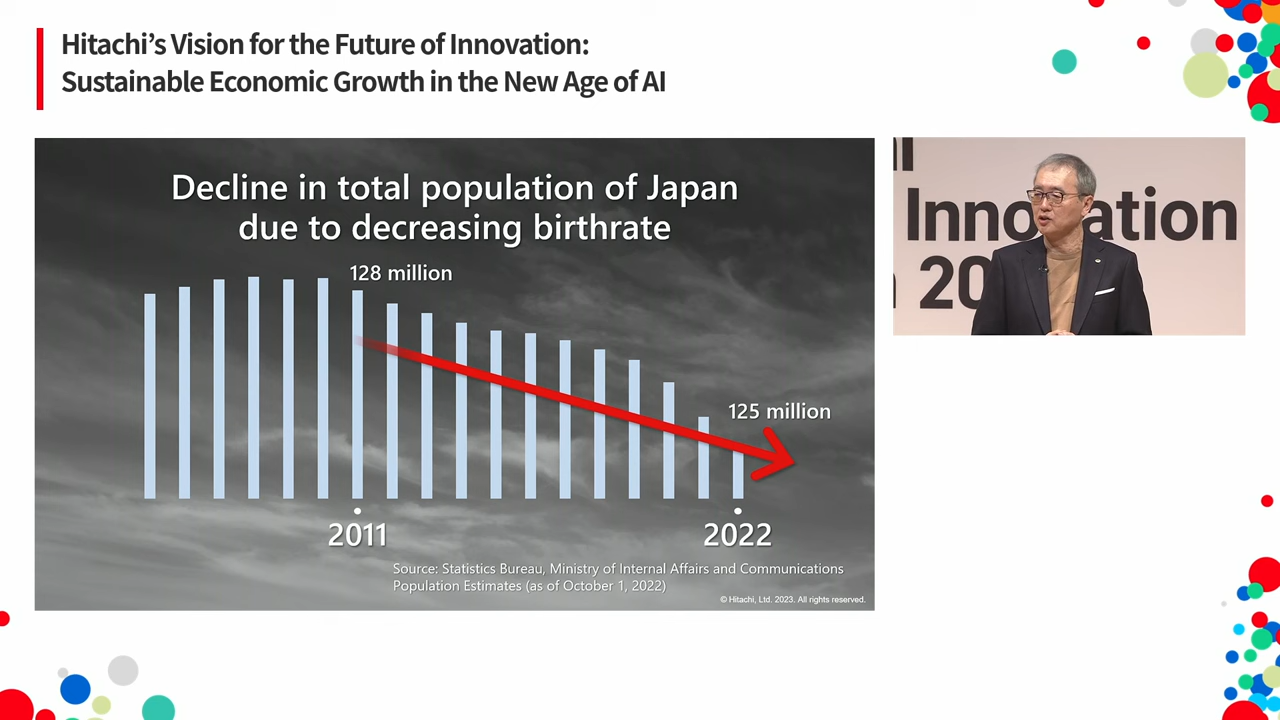 Hitachi’s Vision for the Future of Innovation:
Sustainable Economic Growth in the New Age of AI
Decline in total population of Japan
due to decreasing birthrate
128 million
125 million
2011
2022
Source: Statistics Bureau, Ministry of Internal Affairs and Communications
Population Estimates (as of October 1, 2022)
© Hitachi, Ltd. 2023. All rights reserved.